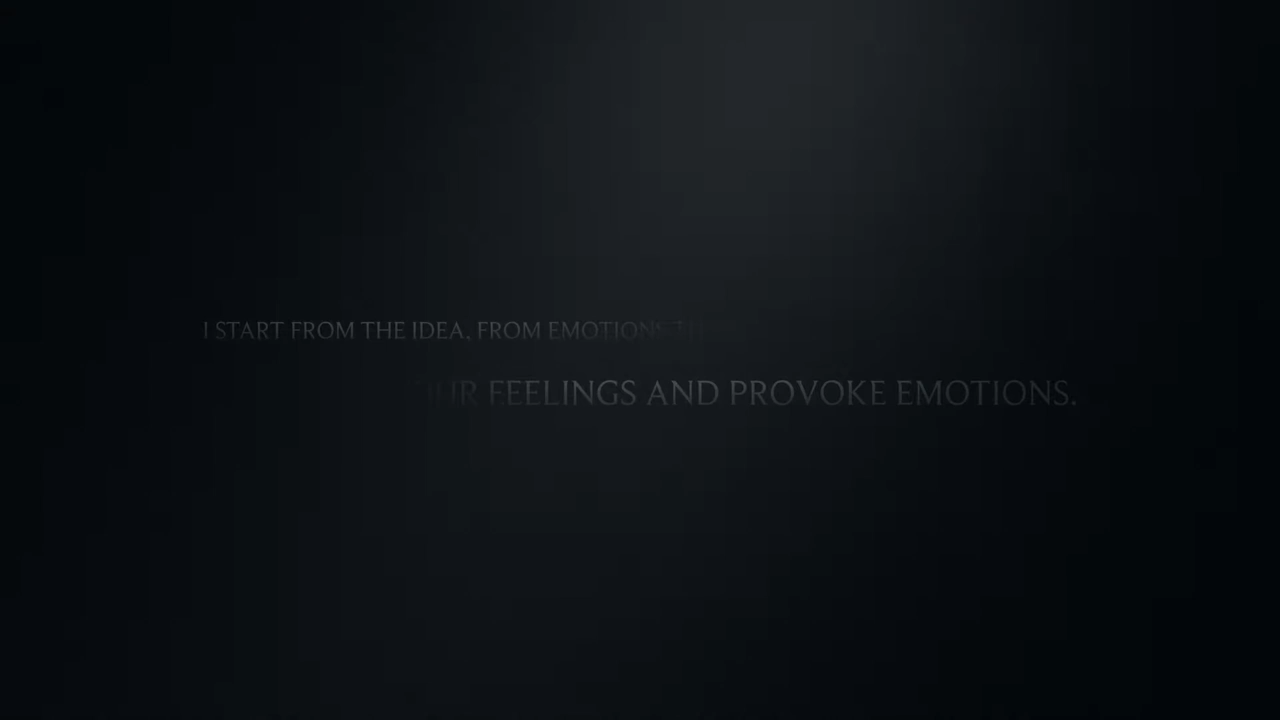 I START FROM THE IDEA, FROM EMOTIONS
FEELINGS AND PROVOKE EMOTIONS.